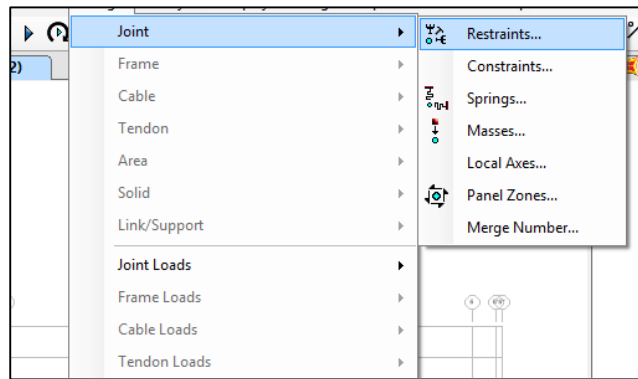 2)
Joint
Frame
Cable
Tendon
Area
Solid
Link/Support
Joint Loads
Frame Loads
Cable Loads
Tendon Loads
Restraints...
Constraints...
Springs...
Masses...
Local Axes...
Panel Zones...
Merge Number...